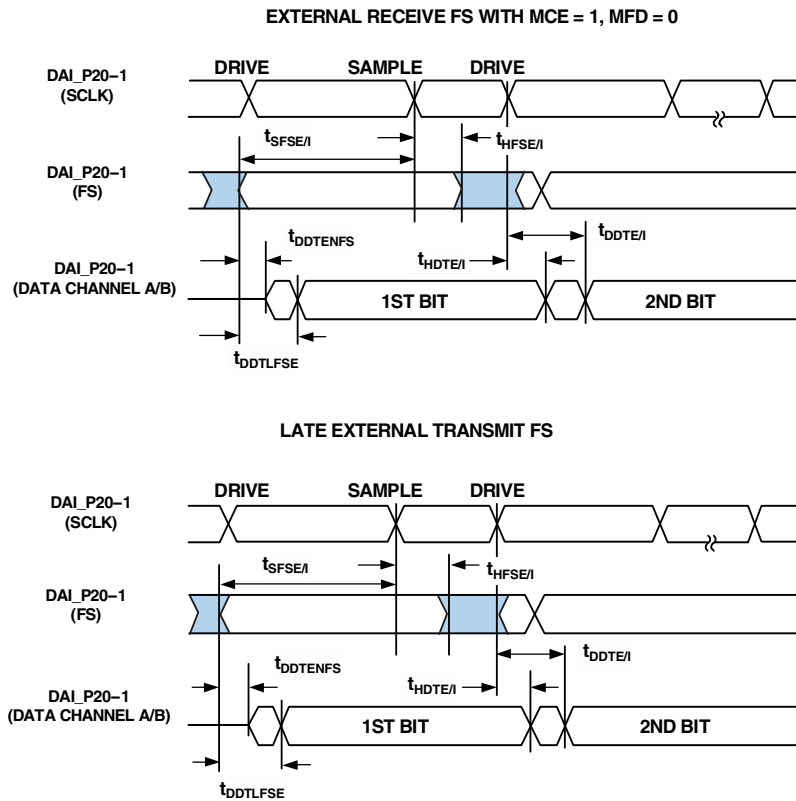 EXTERNAL RECEIVE FS WITH MCE = 1, MFD = 0
DAI_P20–1
(SCLK)
DRIVE SAMPLE DRIVE
tSFSE/I tHFSE/I
DAI_P20–1
(FS)
tDDTENFS tHDTE/I tDDTE/I
DAI_P20–1
(DATA CHANNEL A/B)
1ST BIT 2ND BIT
tDDTLFSE
LATE EXTERNAL TRANSMIT FS
DAI_P20–1
(SCLK)
DRIVE SAMPLE DRIVE
tSFSE/I tHFSE/I
DAI_P20–1
(FS)
tDDTENFS tHDTE/I tDDTE/I
DAI_P20–1
(DATA CHANNEL A/B)
1ST BIT 2ND BIT
tDDTLFSE